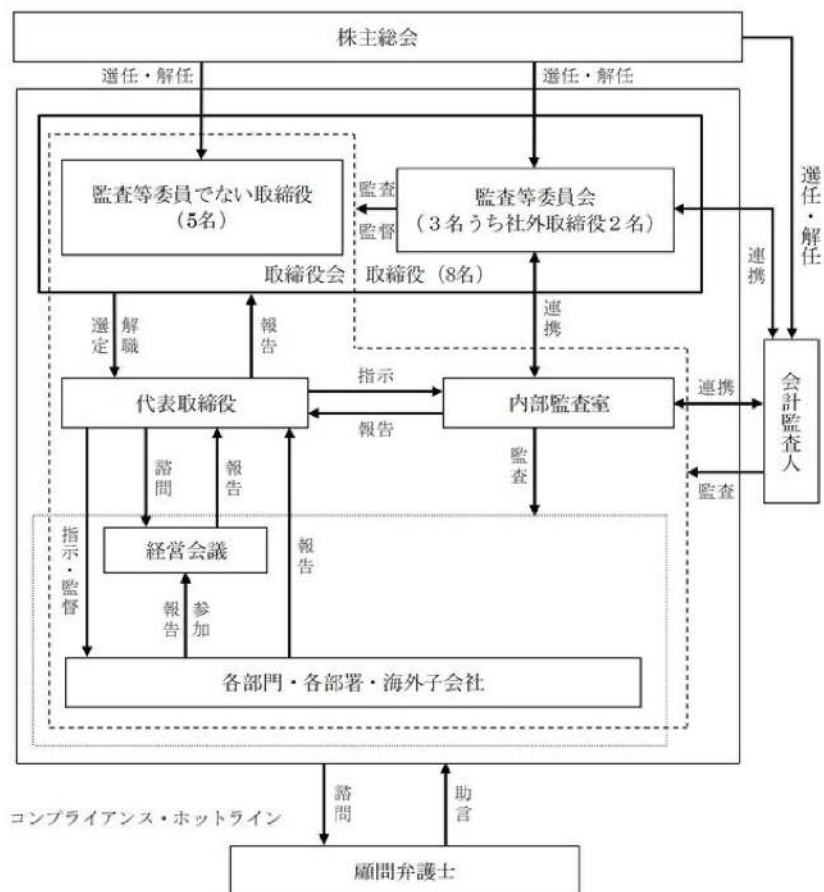 株主総会
選任・解任
選任・解任
選任・解任
監査等委員でない取締役
(5名)
監査
監督
監査等委員会
(3名うち社外取締役2名)
取締役会 取締役(8名)
連携
選定
解職
報告
連携
代表取締役
指示
報告
内部監査室
連携
会計監査人
監査
諮問
報告
監査
指示・監督
経営会議
報告
報告
参加
各部門・各部署・海外子会社
コンプライアンス・ホットライン
諮問
助言
顧問弁護士